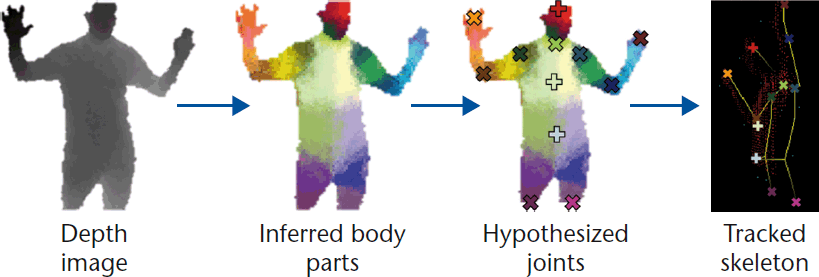 Depth
image
Inferred body
parts
Hypothesized
joints
Tracked
skeleton